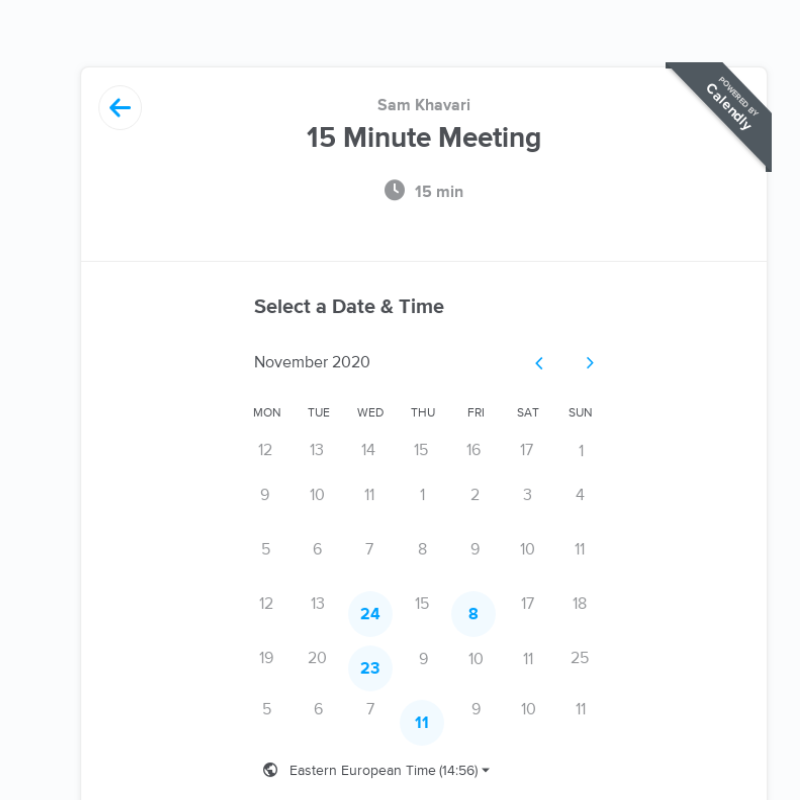 POWERED BY
Calendly
Sam Khavari
15 Minute Meeting
15 min
Select a Date & Time
November 2020
MON TUE WED THU FRI SAT SUN
12 13 14 15 16 17 1
9 10 11 1 2 3 4
5 6 7 8 9 10 11
12 13 24 15 8 17 18
19 20 23 9 10 11 25
5 6 7 11 9 10 11
Eastern European Time (14:56)